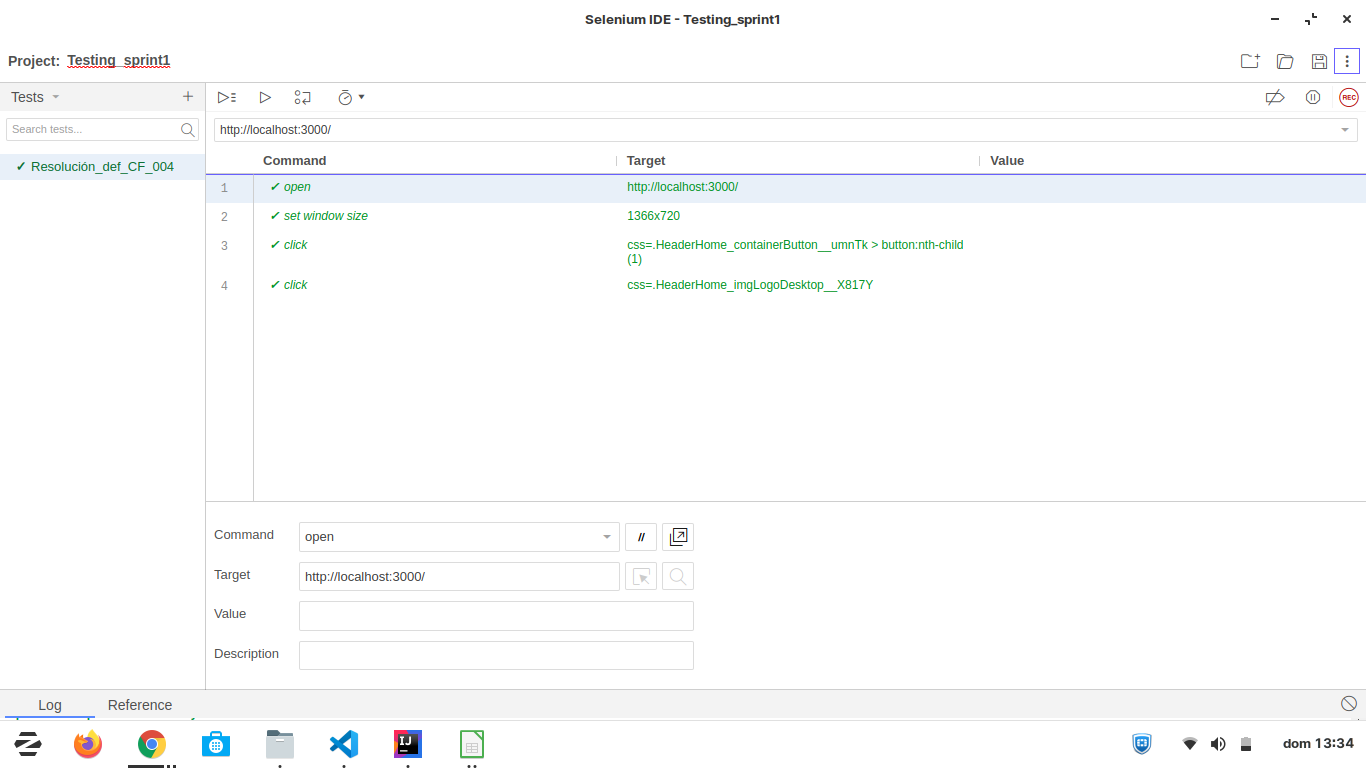 Selenium IDE - Testing_sprint1
Project: Testing_sprint1
Tests
REC
Search tests...
http://localhost:3000/
Command Target Value
✓ Resolución_def_CF_004
1 ✓ open http://localhost:3000/
2 ✓ set window size 1366x720
3 ✓ click css=.HeaderHome_containerButton__umnTk > button:nth-child
(1)
4 ✓ click css=.HeaderHome_imgLogoDesktop__X817Y
Command open //
Target http://localhost:3000/
Value
Description
Log Reference
IJ
dom 13:34